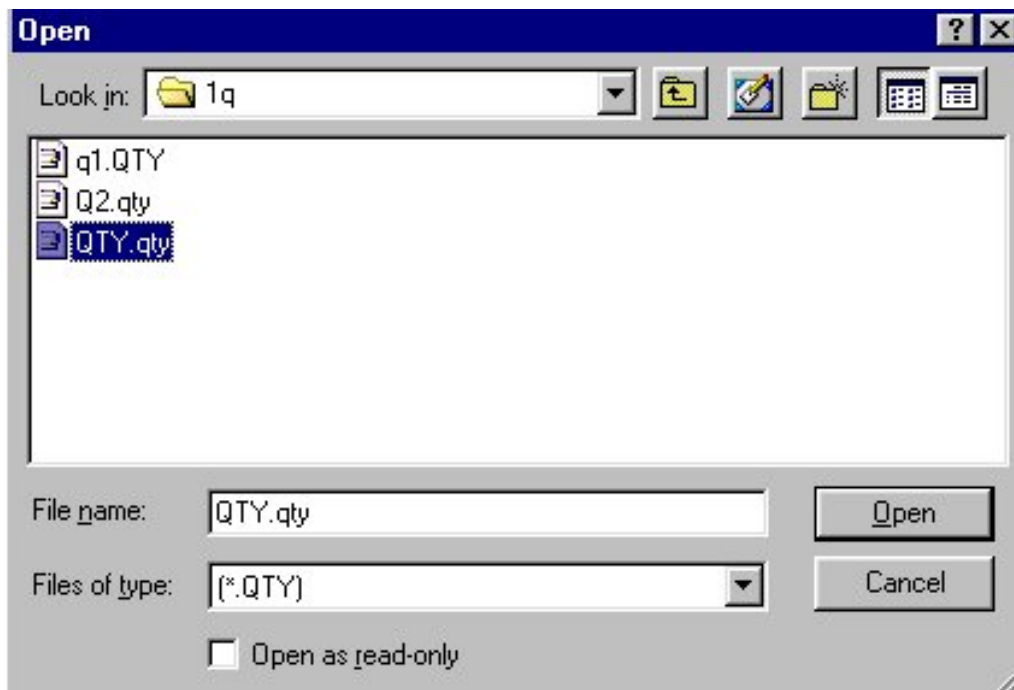 Open
Look in: 1q
q1.QTY
Q2.qty
QTY.qty
File name: QTY.qty Open
Files of type: (*.QTY) Cancel
Open as read-only